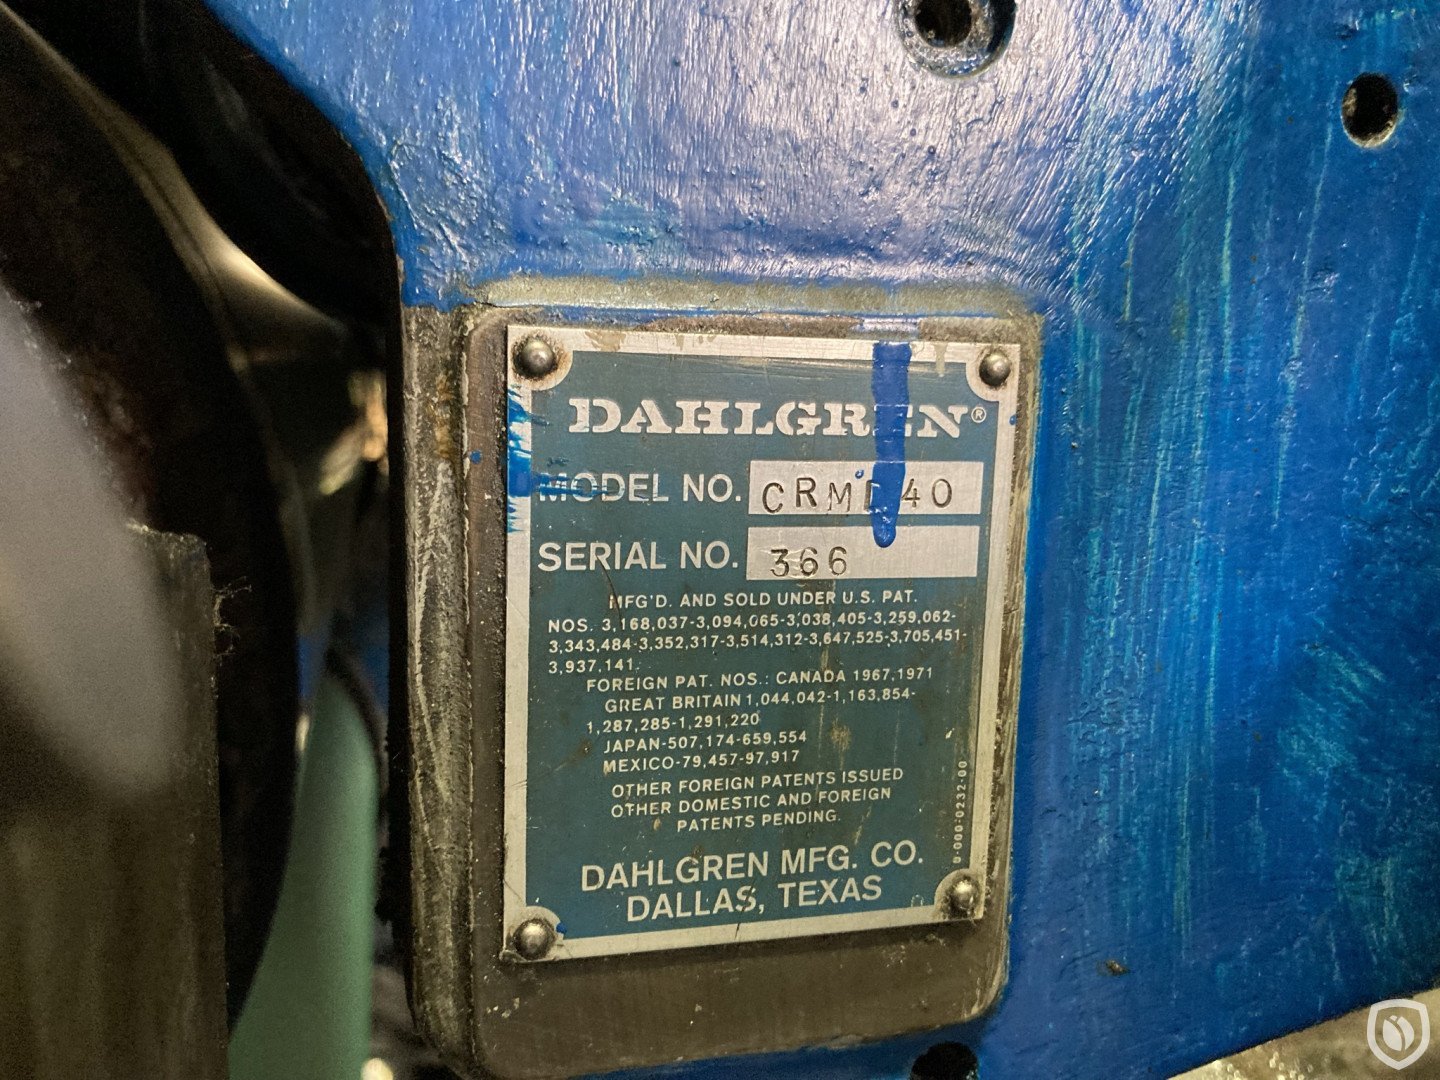 DAHLGREN®
MODEL NO. 40
SERIAL NO. 366
MFG'D. AND SOLD UNDER U.S. PAT.
NOS. 3,168,037-3,094,065-3,038,405-3,259,062-
3,343,484-3,352,317-3,514,312-3,647,525-3,705,451-
3,937,141.
FOREIGN PAT. NOS.: CANADA 1967,1971
GREAT BRITAIN 1,044,042-1,163,854-
1,287,285-1,291,220
JAPAN-507,174-659,554
MEXICO-79,457-97,917
OTHER FOREIGN PATENTS ISSUED
OTHER DOMESTIC AND FOREIGN
PATENTS PENDING.
DAHLGREN MFG. CO.
DALLAS, TEXAS